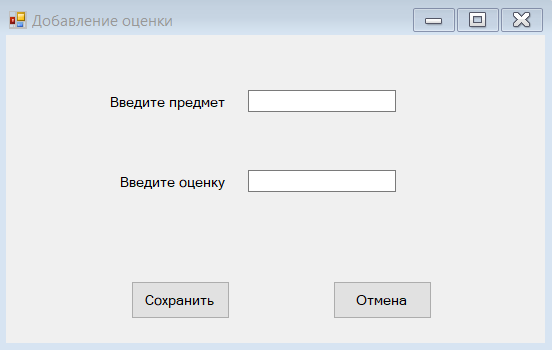 Добавление оценки
Введите предмет
Введите оценку
Сохранить Отмена